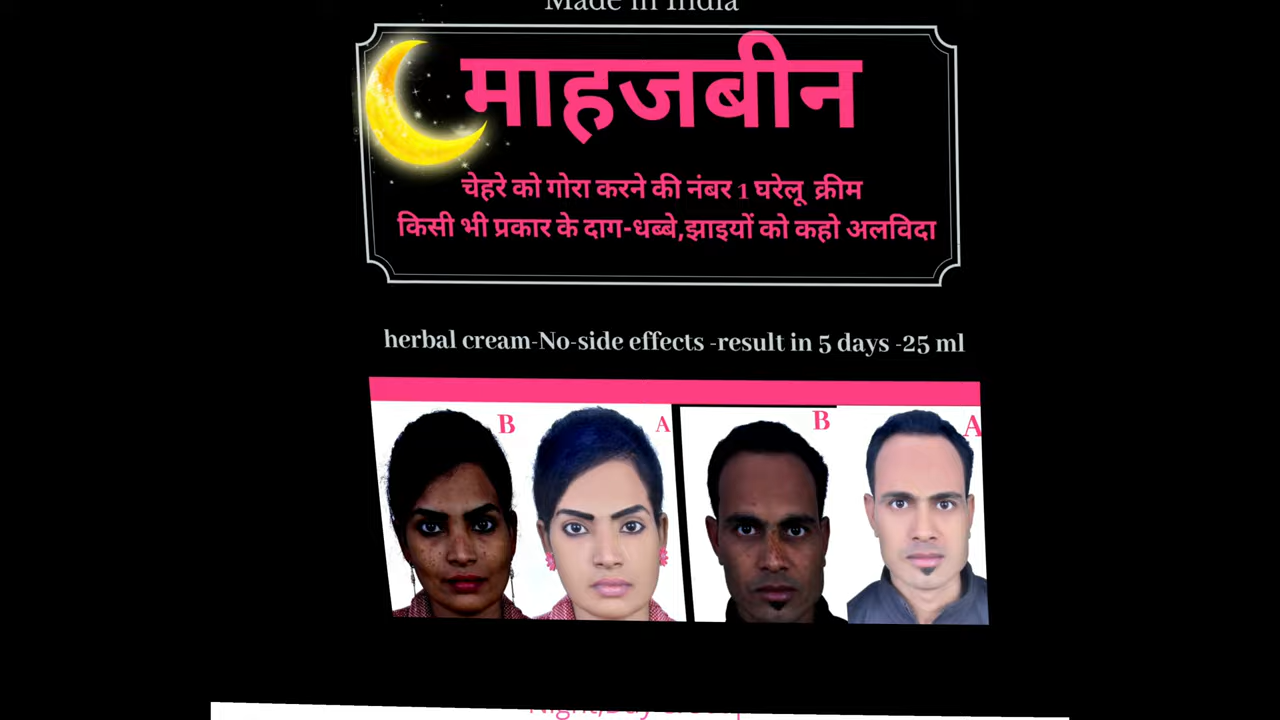 Made in India
माहजबीन
चेहरे को गोरा करने की नंबर 1 घरेलू क्रीम
किसी भी प्रकार के दाग-धब्बे,झाइयों को कहो अलविदा
herbal cream-No-side effects -result in 5 days -25 ml
B A B A